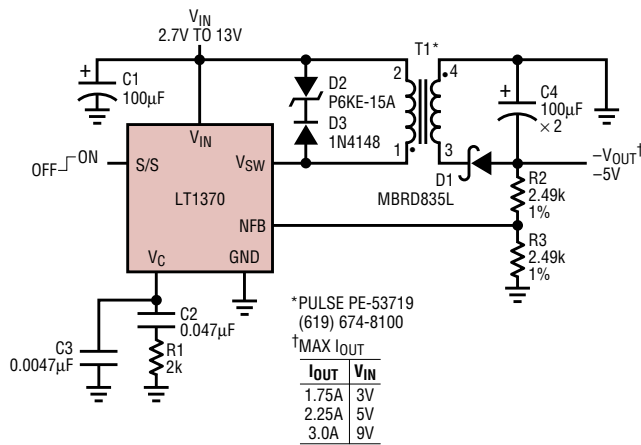 VIN
2.7V TO 13V
+
C1
100µF
D2
P6KE-15A
D3
1N4148
T1*
2
4
1
3
+
C4
100µF
× 2
D1
MBRD835L
–VOUT†
–5V
OFF
ON
VIN
S/S
VSW
LT1370
NFB
VC
GND
R2
2.49k
1%
R3
2.49k
1%
C2
0.047µF
C3
0.0047µF
R1
2k
*PULSE PE-53719
(619) 674-8100
†MAX IOUT
IOUT VIN
1.75A 3V
2.25A 5V
3.0A 9V